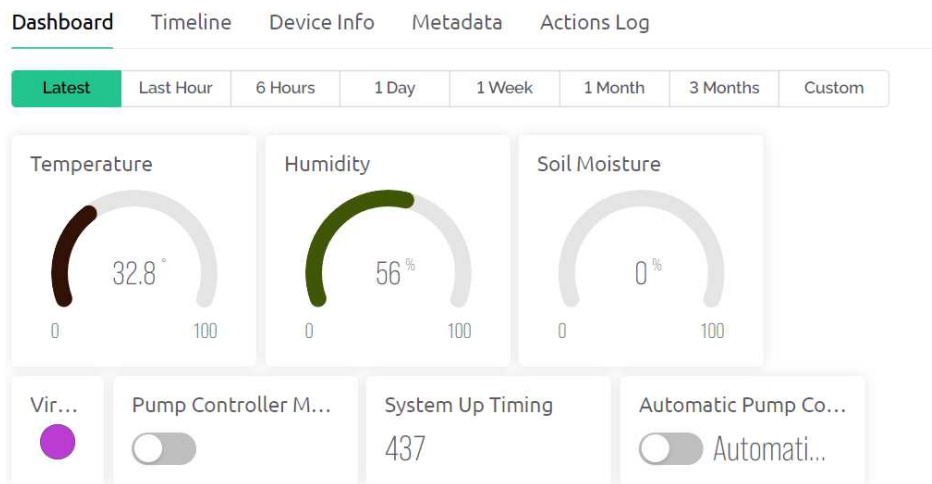 Dashboard Timeline Device Info Metadata Actions Log
Latest Last Hour 6 Hours 1 Day 1 Week 1 Month 3 Months Custom
Temperature Humidity Soil Moisture
32.8° 56% 0%
0 100 0 100 0 100
Vir... Pump Controller M... System Up Timing Automatic Pump Co...
437 Automati...